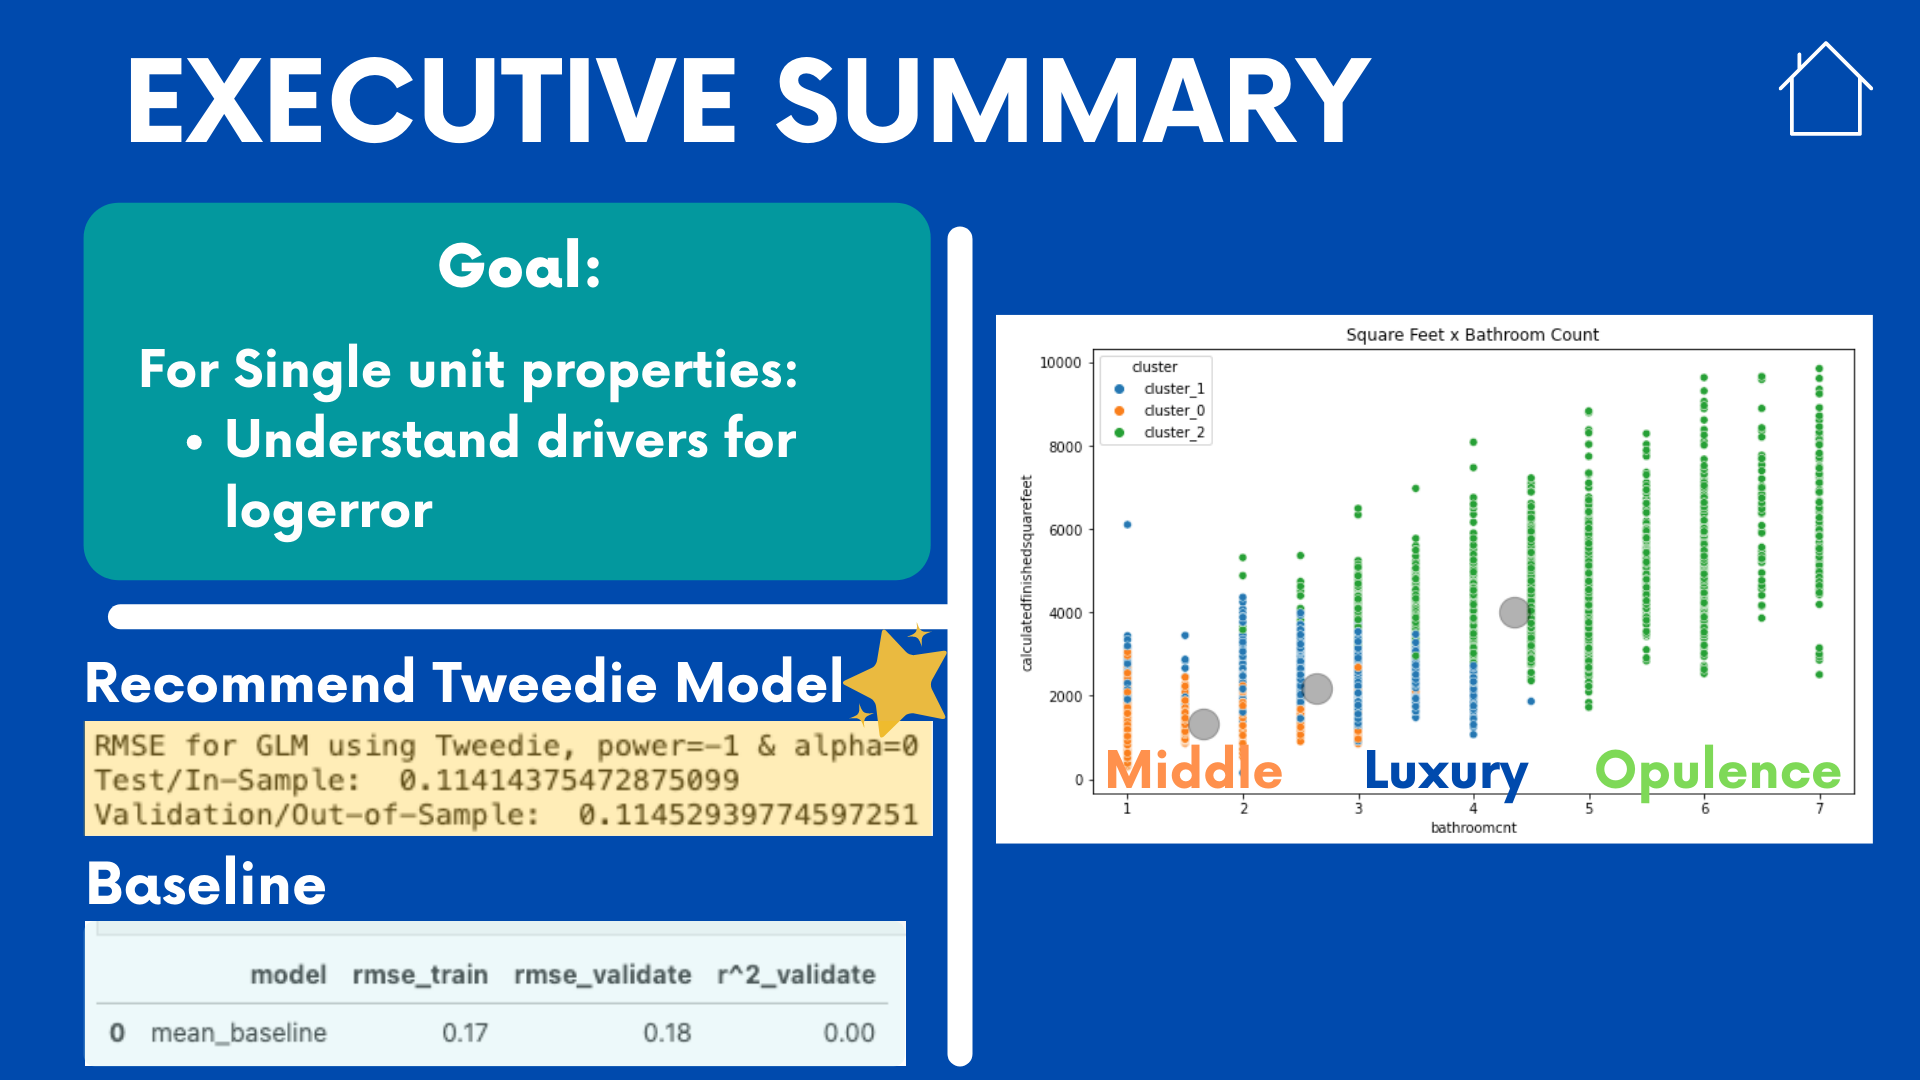 EXECUTIVE SUMMARY
Goal:
For Single unit properties:
• Understand drivers for
logerror
Recommend Tweedie Model
RMSE for GLM using Tweedie, power=-1 & alpha=0
Test/In-Sample: 0.11414375472875099
Validation/Out-of-Sample: 0.11452939774597251
Baseline
model rmse_train rmse_validate r^2_validate
0 mean_baseline 0.17 0.18 0.00
Square Feet x Bathroom Count
cluster
cluster_1
cluster_0
cluster_2
calculatedfinishedsquarefeet
10000
8000
6000
4000
2000
0
Middle Luxury Opulence
1 2 3 4 5 6 7
bathroomcnt